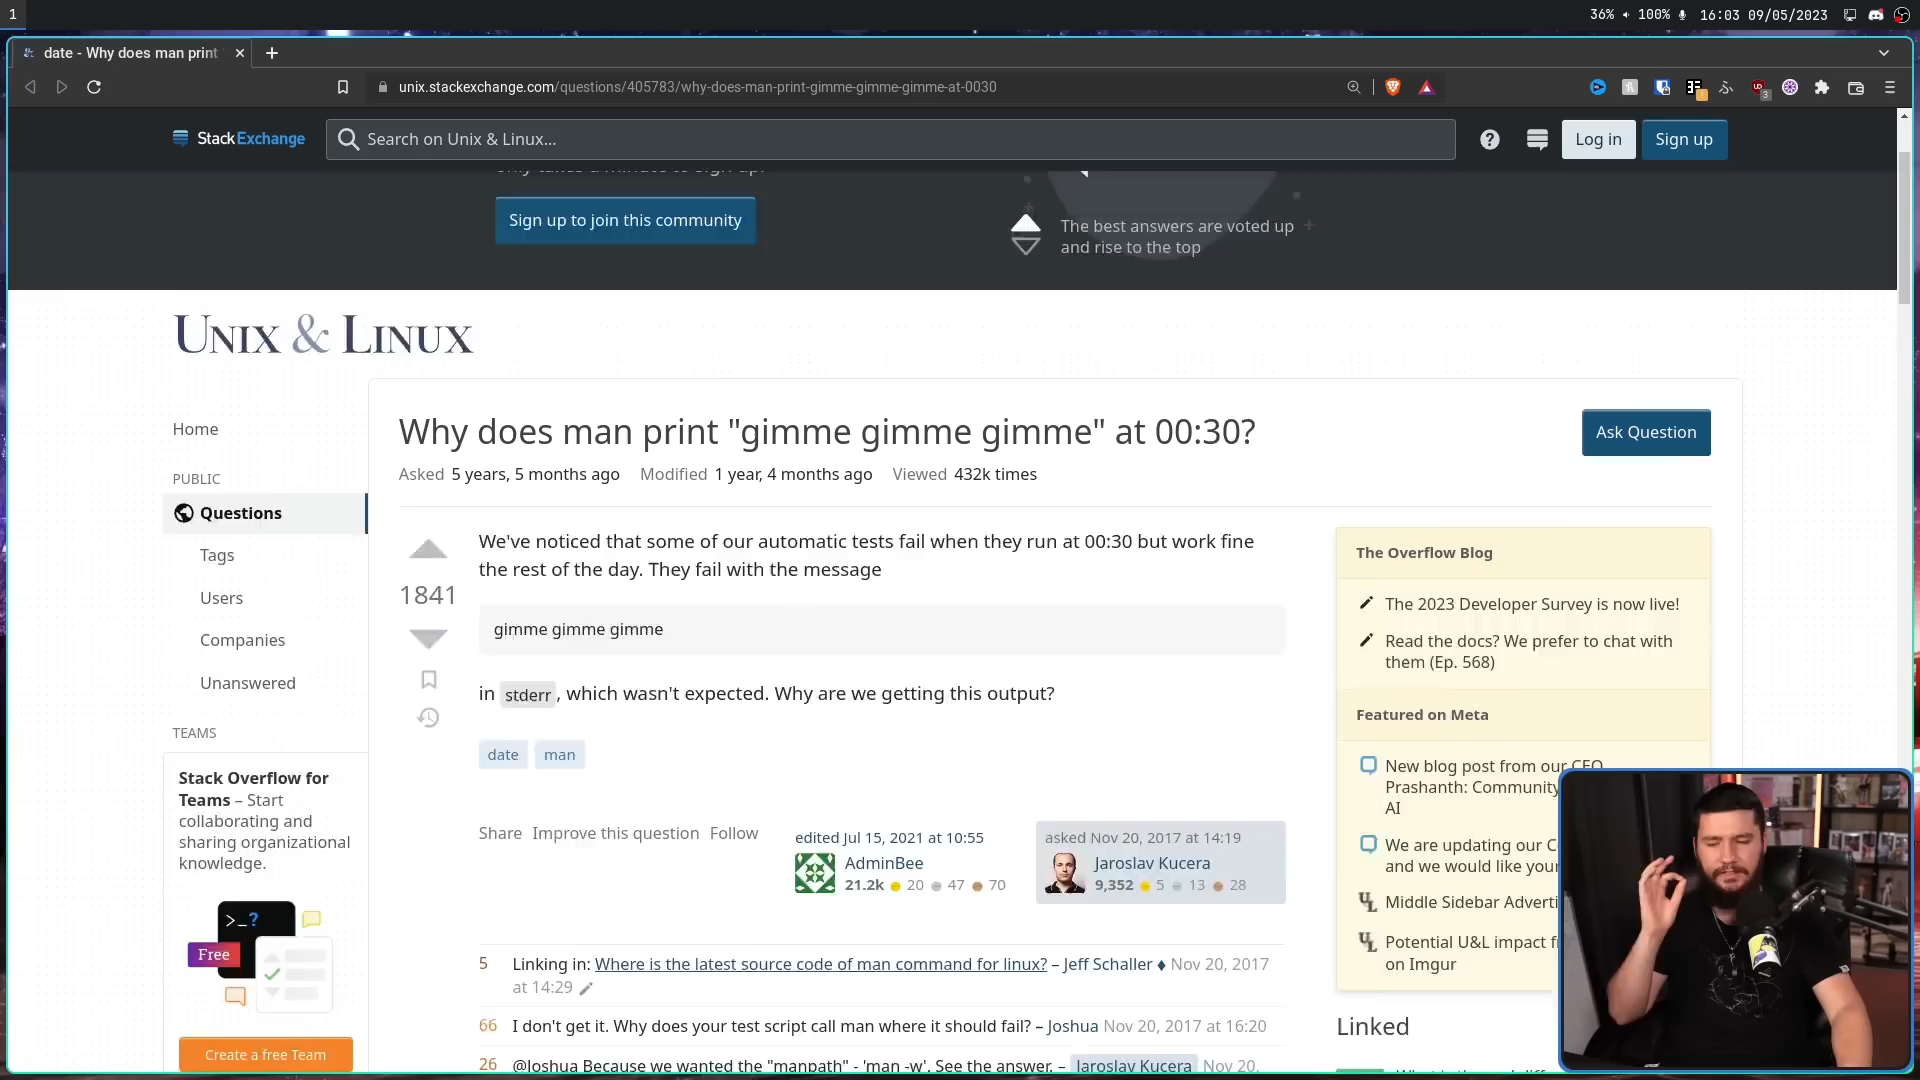 1
36% 100% 16:03 09/05/2023
date - Why does man print
unix.stackexchange.com/questions/405783/why-does-man-print-gimme-gimme-gimme-at-0030
3
StackExchange
Search on Unix & Linux...
Log in
Sign up
Sign up to join this community
The best answers are voted up
and rise to the top
UNIX & LINUX
Home
PUBLIC
Questions
Tags
Users
Companies
Unanswered
TEAMS
Stack Overflow for
Teams – Start
collaborating and
sharing organizational
knowledge.
>_?
Free
Create a free Team
Why does man print "gimme gimme gimme" at 00:30?
Ask Question
Asked 5 years, 5 months ago Modified 1 year, 4 months ago Viewed 432k times
1841
We've noticed that some of our automatic tests fail when they run at 00:30 but work fine
the rest of the day. They fail with the message
gimme gimme gimme
in stderr, which wasn't expected. Why are we getting this output?
date man
Share Improve this question Follow
edited Jul 15, 2021 at 10:55
AdminBee
21.2k 20 47 70
asked Nov 20, 2017 at 14:19
Jaroslav Kucera
9,352 5 13 28
5 Linking in: Where is the latest source code of man command for linux? – Jeff Schaller ♦ Nov 20, 2017
at 14:29
66 I don't get it. Why does your test script call man where it should fail? – Joshua Nov 20, 2017 at 16:20
26 @Joshua Because we wanted the "manpath" - 'man -w'. See the answer. – Jaroslav Kucera Nov 20,
The Overflow Blog
The 2023 Developer Survey is now live!
Read the docs? We prefer to chat with
them (Ep. 568)
Featured on Meta
New blog post from our CEO
Prashanth: Community
AI
We are updating our C
and we would like your
Middle Sidebar Adverti
Potential U&L impact f
on Imgur
Linked